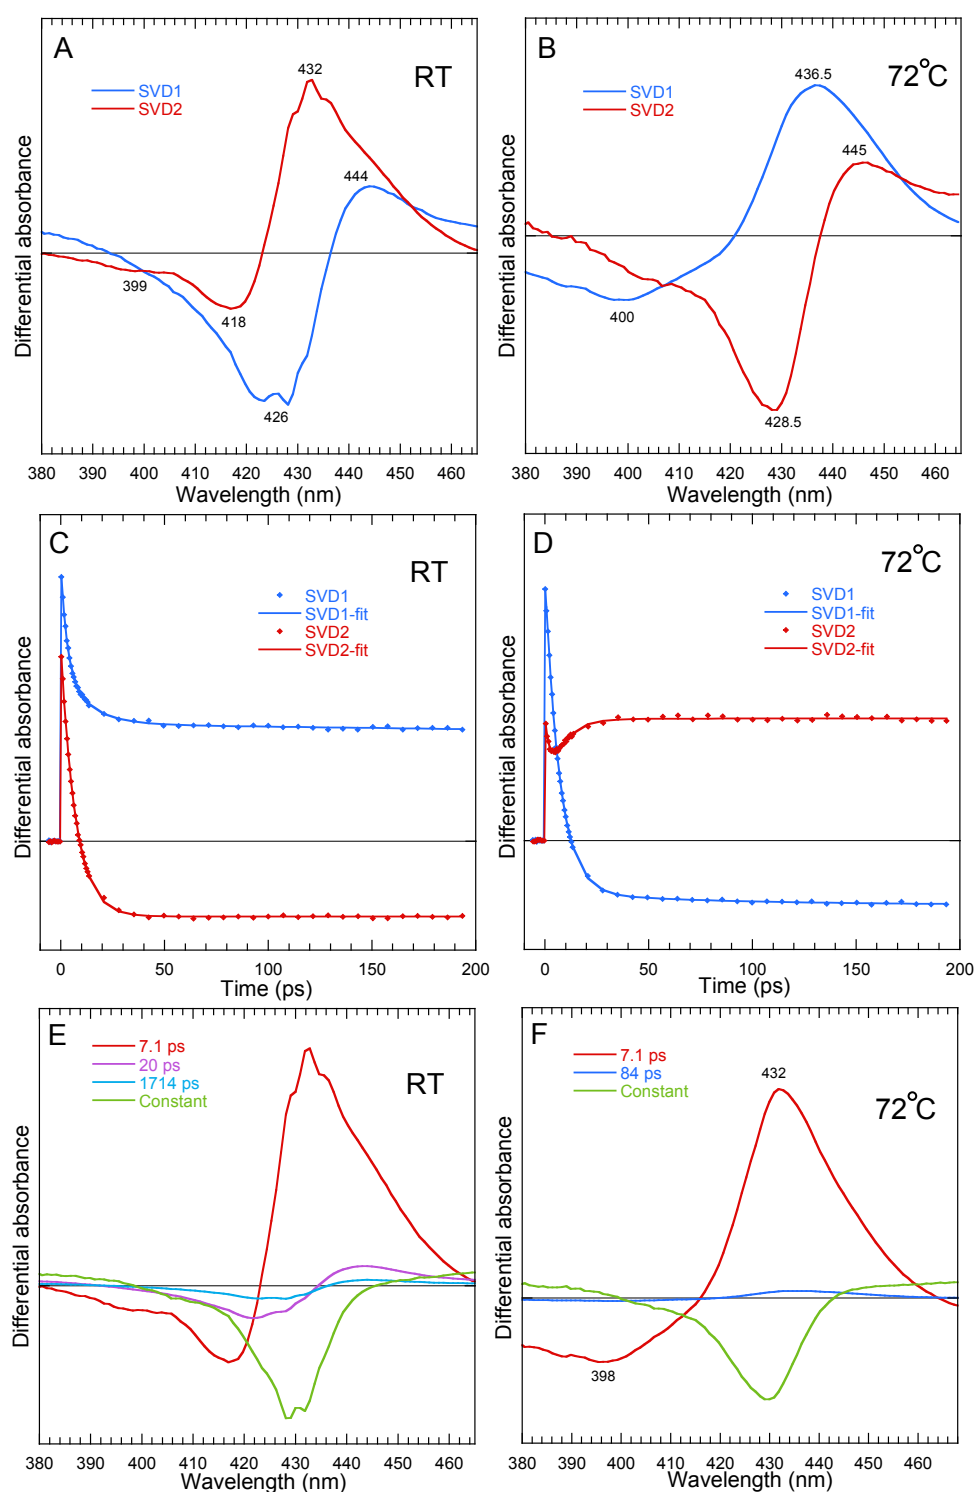 A
RT
SVD1
SVD2
432
444
399
418
426
Differential absorbance
380 390 400 410 420 430 440 450 460
Wavelength (nm)
B
72°C
SVD1
SVD2
436.5
445
400
428.5
Differential absorbance
380 390 400 410 420 430 440 450 460
Wavelength (nm)
C
RT
SVD1
SVD1-fit
SVD2
SVD2-fit
Differential absorbance
0 50 100 150 200
Time (ps)
D
72°C
SVD1
SVD1-fit
SVD2
SVD2-fit
Differential absorbance
0 50 100 150 200
Time (ps)
E
RT
7.1 ps
20 ps
1714 ps
Constant
Differential absorbance
380 390 400 410 420 430 440 450 460
Wavelength (nm)
F
72°C
7.1 ps
84 ps
Constant
432
398
Differential absorbance
380 390 400 410 420 430 440 450 460
Wavelength (nm)